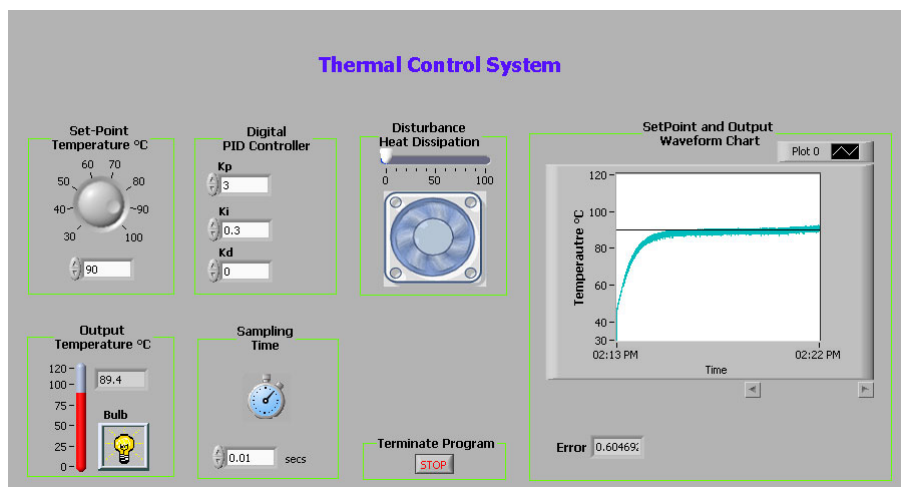 Thermal Control System
Set-Point
Temperature °C
60 70
50 80
40 90
30 100
90
Digital
PID Controller
Kp
3
Ki
0.3
Kd
0
Disturbance
Heat Dissipation
0 50 100
SetPoint and Output
Waveform Chart
Plot 0
120
100
80
60
40
30
Temperautre °C
02:13 PM 02:22 PM
Time
Output
Temperature °C
120
100
75
50
25
0
89.4
Bulb
Sampling
Time
0.01 secs
Terminate Program
STOP
Error 0.60469